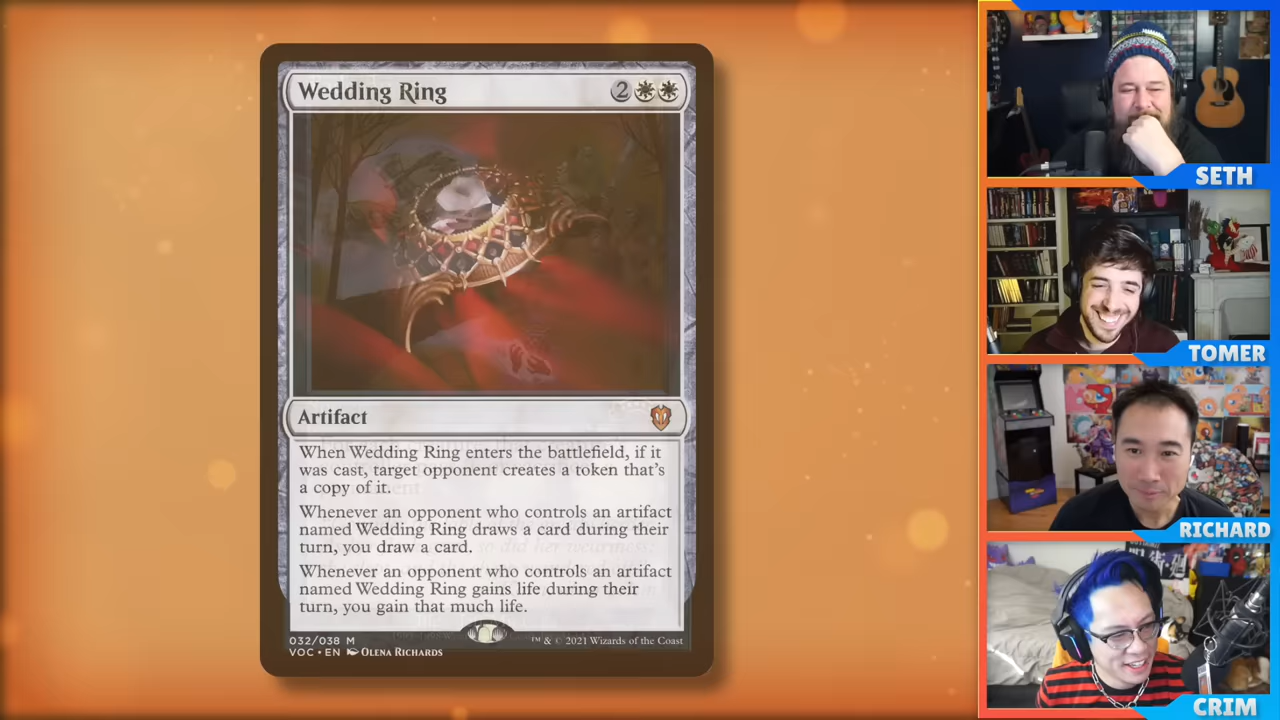 Wedding Ring
2
Artifact
When Wedding Ring enters the battlefield, if it
was cast, target opponent creates a token that's
a copy of it.
Whenever an opponent who controls an artifact
named Wedding Ring draws a card during their
turn, you draw a card.
Whenever an opponent who controls an artifact
named Wedding Ring gains life during their
turn, you gain that much life.
032/038 M
VOC • EN OLENA RICHARDS
™ & © 2021 Wizards of the Coast
SETH
TOMER
RICHARD
CRIM